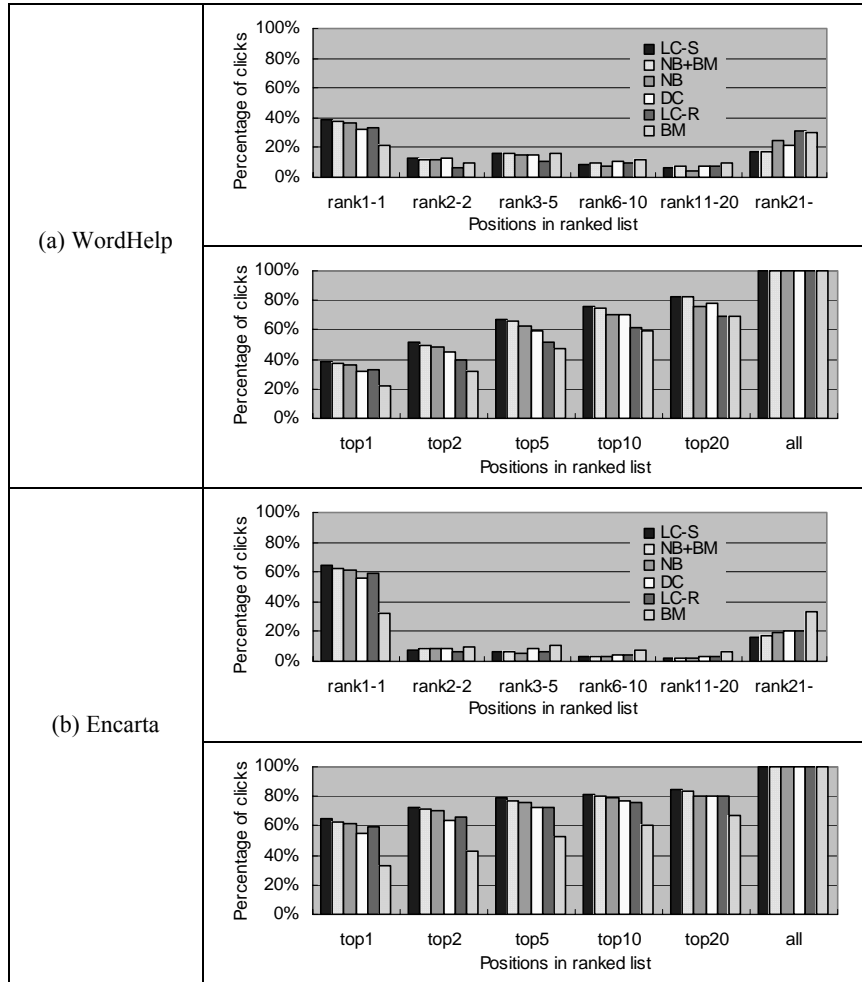 (a) WordHelp
Percentage of clicks
100%
80%
60%
40%
20%
0%
LC-S
NB+BM
NB
DC
LC-R
BM
rank1-1 rank2-2 rank3-5 rank6-10 rank11-20 rank21-
Positions in ranked list
Percentage of clicks
100%
80%
60%
40%
20%
0%
top1 top2 top5 top10 top20 all
Positions in ranked list
(b) Encarta
Percentage of clicks
100%
80%
60%
40%
20%
0%
LC-S
NB+BM
NB
DC
LC-R
BM
rank1-1 rank2-2 rank3-5 rank6-10 rank11-20 rank21-
Positions in ranked list
Percentage of clicks
100%
80%
60%
40%
20%
0%
top1 top2 top5 top10 top20 all
Positions in ranked list